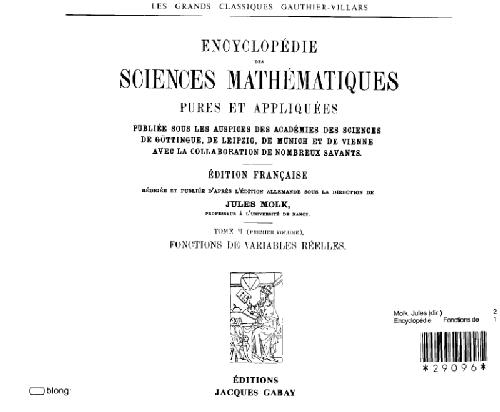 LES GRANDS CLASSIQUES GAUTHIER-VILLARS
ENCYCLOPÉDIE
DES
SCIENCES MATHÉMATIQUES
PURES ET APPLIQUÉES
PUBLIÉE SOUS LES AUSPICES DES ACADÉMIES DES SCIENCES
DE GÖTTINGUE, DE LEIPZIG, DE MUNICH ET DE VIENNE
AVEC LA COLLABORATION DE NOMBREUX SAVANTS.
ÉDITION FRANÇAISE
RÉDIGÉE ET PUBLIÉE D'APRÈS L'ÉDITION ALLEMANDE SOUS LA DIRECTION DE
JULES MOLK,
PROFESSEUR À L'UNIVERSITÉ DE NANCY.
TOME II (PREMIER VOLUME),
FONCTIONS DE VARIABLES RÉELLES.
Molk, Jules (dir.) 2
Encyclopédie Fonctions de 1
*29096*
blong
ÉDITIONS
JACQUES GABAY